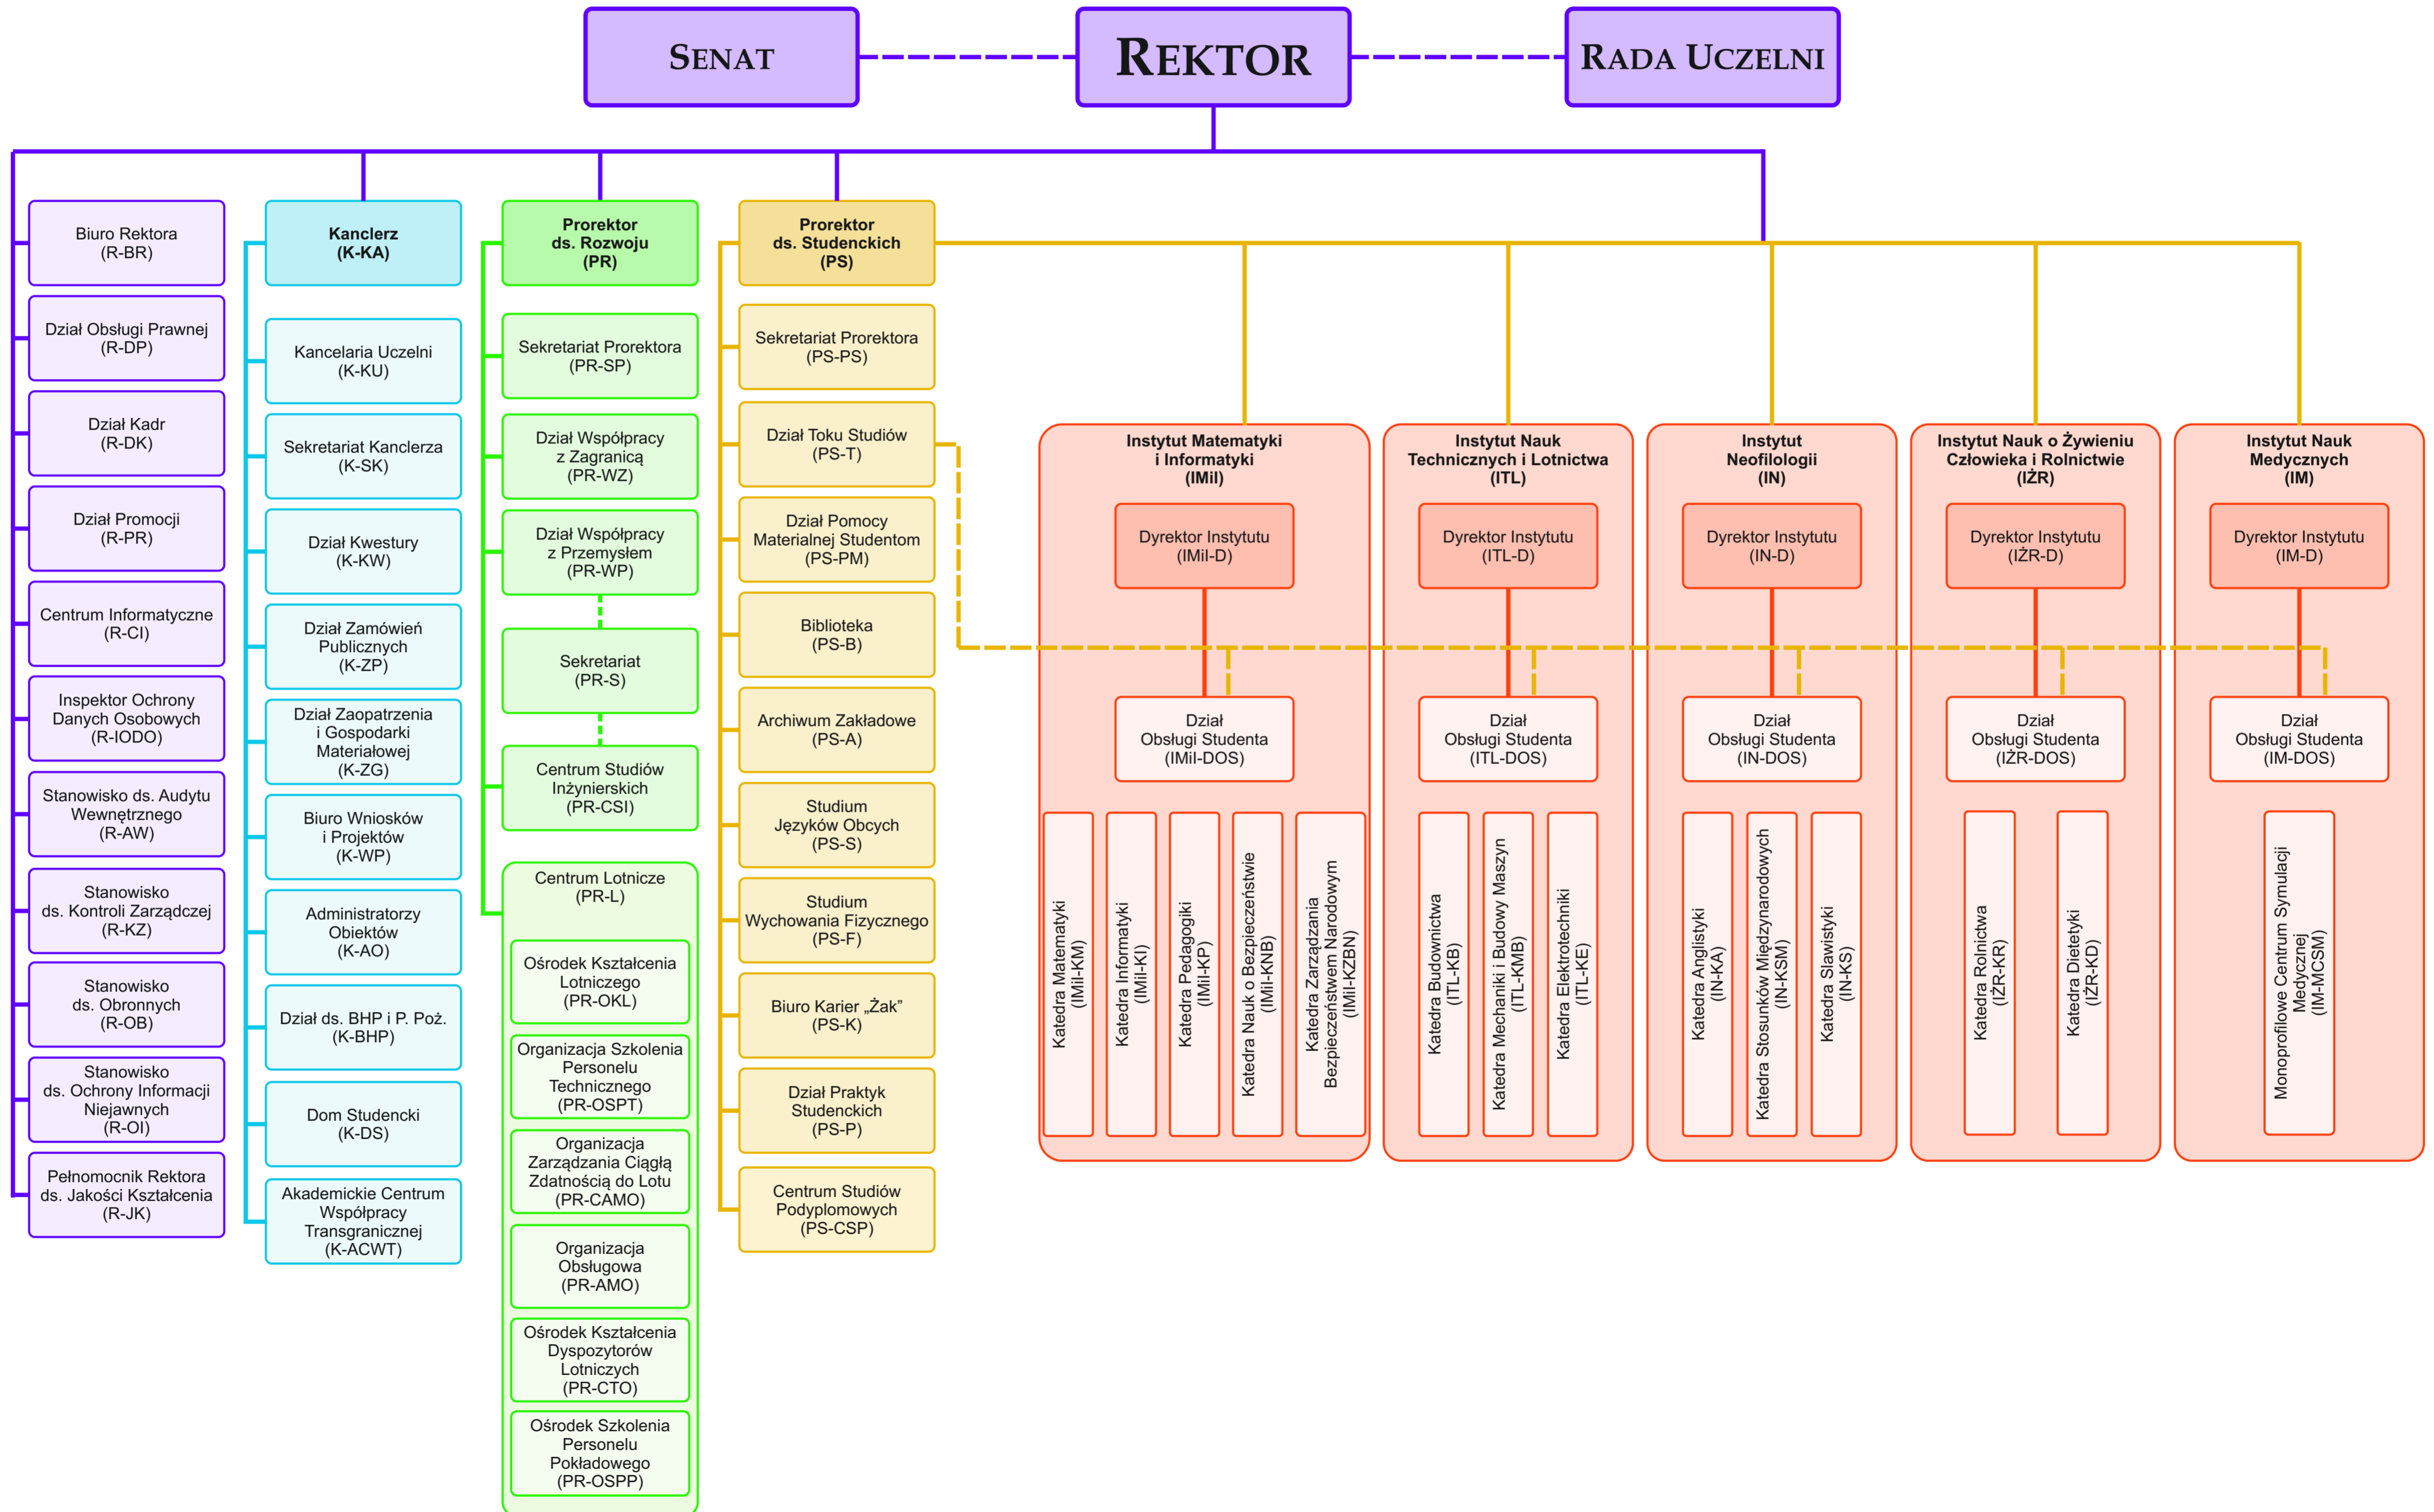 SENAT
REKTOR
RADA UCZELNI
Biuro Rektora
(R-BR)
Dział Obsługi Prawnej
(R-DP)
Dział Kadr
(R-DK)
Dział Promocji
(R-PR)
Centrum Informatyczne
(R-CI)
Inspektor Ochrony
Danych Osobowych
(R-IODO)
Stanowisko ds. Audytu
Wewnętrznego
(R-AW)
Stanowisko
ds. Kontroli Zarządczej
(R-KZ)
Stanowisko
ds. Obronnych
(R-OB)
Stanowisko
ds. Ochrony Informacji
Niejawnych
(R-OI)
Pełnomocnik Rektora
ds. Jakości Kształcenia
(R-JK)
Kanclerz
(K-KA)
Kancelaria Uczelni
(K-KU)
Sekretariat Kanclerza
(K-SK)
Dział Kwestury
(K-KW)
Dział Zamówień
Publicznych
(K-ZP)
Dział Zaopatrzenia
i Gospodarki
Materiałowej
(K-ZG)
Biuro Wniosków
i Projektów
(K-WP)
Administratorzy
Obiektów
(K-AO)
Dział ds. BHP i P. Poż.
(K-BHP)
Dom Studencki
(K-DS)
Akademickie Centrum
Współpracy
Transgranicznej
(K-ACWT)
Prorektor
ds. Rozwoju
(PR)
Sekretariat Prorektora
(PR-SP)
Dział Współpracy
z Zagranicą
(PR-WZ)
Dział Współpracy
z Przemysłem
(PR-WP)
Sekretariat
(PR-S)
Centrum Studiów
Inżynierskich
(PR-CSI)
Centrum Lotnicze
(PR-L)
Ośrodek Kształcenia
Lotniczego
(PR-OKL)
Organizacja Szkolenia
Personelu
Technicznego
(PR-OSPT)
Organizacja
Zarządzania Ciągłą
Zdatnością do Lotu
(PR-CAMO)
Organizacja
Obsługowa
(PR-AMO)
Ośrodek Kształcenia
Dyspozytorów
Lotniczych
(PR-CTO)
Ośrodek Szkolenia
Personelu
Pokładowego
(PR-OSPP)
Prorektor
ds. Studenckich
(PS)
Sekretariat Prorektora
(PS-PS)
Dział Toku Studiów
(PS-T)
Dział Pomocy
Materialnej Studentom
(PS-PM)
Biblioteka
(PS-B)
Archiwum Zakładowe
(PS-A)
Studium
Języków Obcych
(PS-S)
Studium
Wychowania Fizycznego
(PS-F)
Biuro Karier „Żak”
(PS-K)
Dział Praktyk
Studenckich
(PS-P)
Centrum Studiów
Podyplomowych
(PS-CSP)
Instytut Matematyki
i Informatyki
(IMiI)
Dyrektor Instytutu
(IMiI-D)
Dział
Obsługi Studenta
(IMiI-DOS)
Katedra Matematyki
(IMiI-KM)
Katedra Informatyki
(IMiI-KI)
Katedra Pedagogiki
(IMiI-KP)
Katedra Nauk o Bezpieczeństwie
(IMiI-KNB)
Katedra Zarządzania
Bezpieczeństwem Narodowym
(IMiI-KZBN)
Instytut Nauk
Technicznych i Lotnictwa
(ITL)
Dyrektor Instytutu
(ITL-D)
Dział
Obsługi Studenta
(ITL-DOS)
Katedra Budownictwa
(ITL-KB)
Katedra Mechaniki i Budowy Maszyn
(ITL-KMB)
Katedra Elektrotechniki
(ITL-KE)
Instytut
Neofilologii
(IN)
Dyrektor Instytutu
(IN-D)
Dział
Obsługi Studenta
(IN-DOS)
Katedra Anglistyki
(IN-KA)
Katedra Stosunków Międzynarodowych
(IN-KSM)
Katedra Slawistyki
(IN-KS)
Instytut Nauk o Żywieniu
Człowieka i Rolnictwie
(IŻR)
Dyrektor Instytutu
(IŻR-D)
Dział
Obsługi Studenta
(IŻR-DOS)
Katedra Rolnictwa
(IŻR-KR)
Katedra Dietetyki
(IŻR-KD)
Instytut Nauk
Medycznych
(IM)
Dyrektor Instytutu
(IM-D)
Dział
Obsługi Studenta
(IM-DOS)
Monoprofilowe Centrum Symulacji
Medycznej
(IM-MCSM)